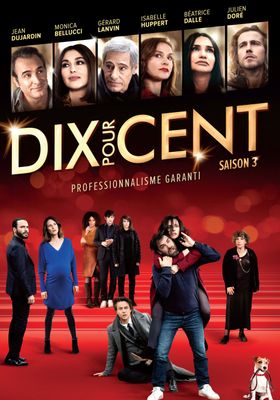 JEAN DUJARDIN
MONICA BELLUCCI
GÉRARD LANVIN
ISABELLE HUPPERT
BÉATRICE DALLE
JULIEN DORÉ
DIX POUR CENT
SAISON 3
PROFESSIONNALISME GARANTI